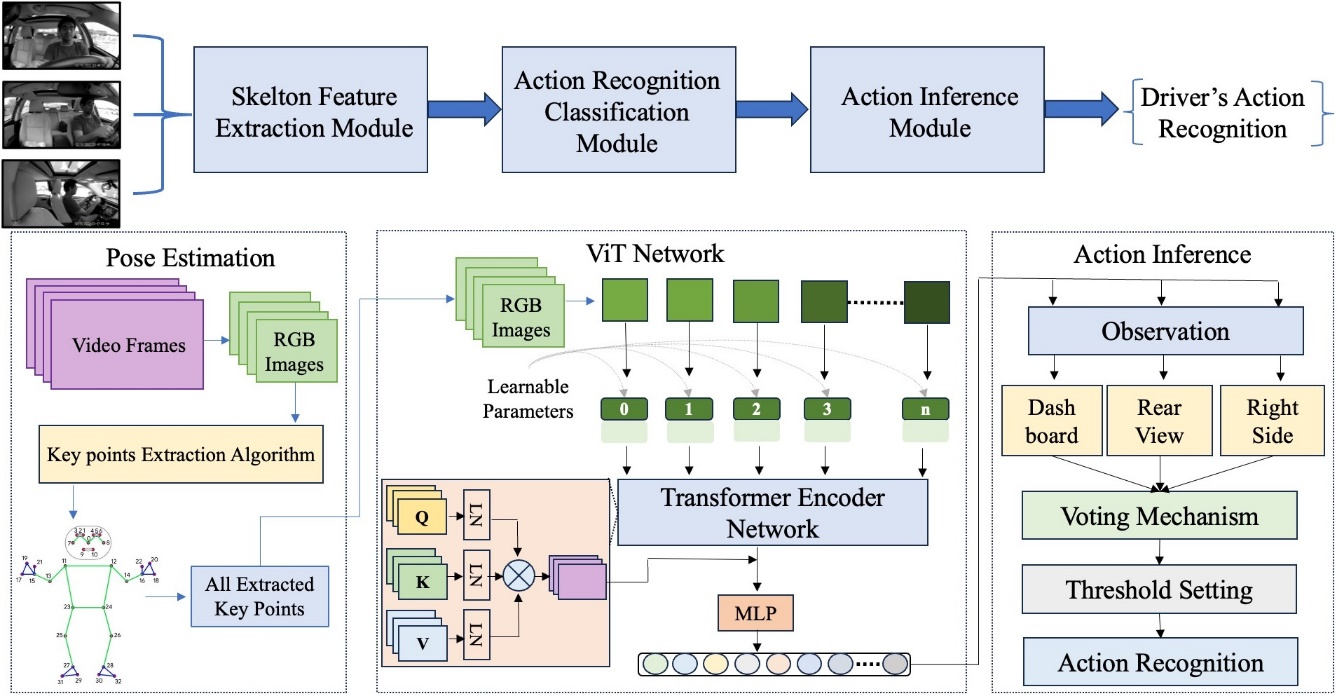 Skelton Feature
Extraction Module
Action Recognition
Classification
Module
Action Inference
Module
Driver's Action
Recognition
Pose Estimation
Video Frames
RGB
Images
Key points Extraction Algorithm
All Extracted
Key Points
ViT Network
RGB
Images
Learnable
Parameters
0 1 2 3 n
Transformer Encoder
Network
Q LN
K LN
V LN
MLP
Action Inference
Observation
Dash
board
Rear
View
Right
Side
Voting Mechanism
Threshold Setting
Action Recognition